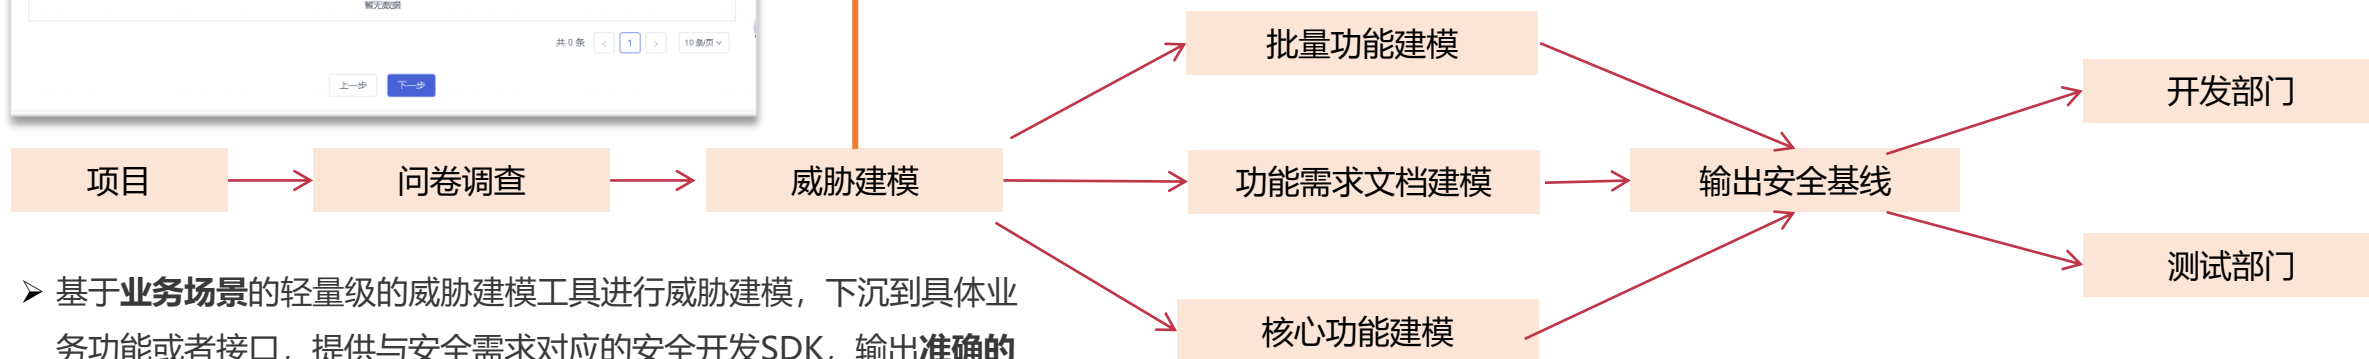 暂无数据
共 0 条 < 1 > 10条/页
上一步 下一步
批量功能建模
开发部门
项目 问卷调查 威胁建模 功能需求文档建模 输出安全基线
测试部门
➢ 基于业务场景的轻量级的威胁建模工具进行威胁建模，下沉到具体业
核心功能建模
务功能或者接口，提供与安全需求对应的安全开发SDK，输出准确的